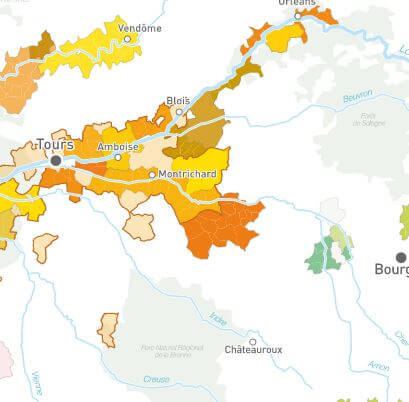 Orléans
Vendôme
Beuvron
Blois
Forêt
de Sologne
Tours
Amboise
Montrichard
Bourg
Cher
Indre
Châteauroux
Parc Naturel Régional
de la Brenne
Creuse
Vienne
Arnon